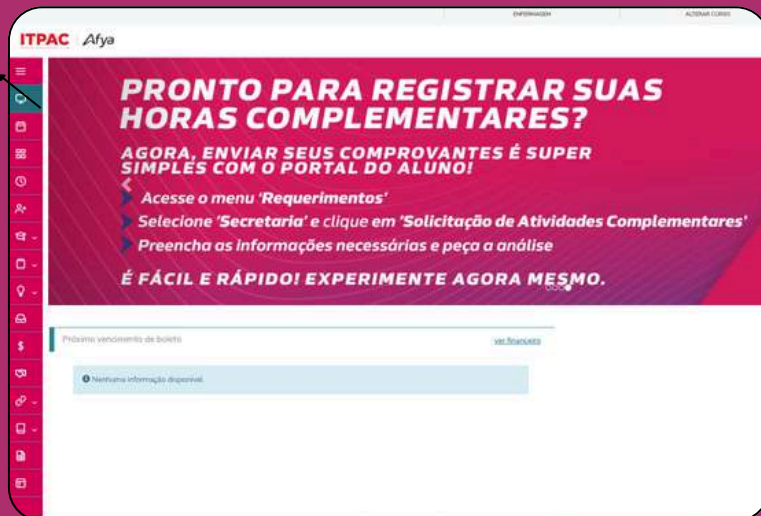 ENFERMAGEM
ALTERAR CURSO
ITPAC Afya
PRONTO PARA REGISTRAR SUAS
HORAS COMPLEMENTARES?
AGORA, ENVIAR SEUS COMPROVANTES É SUPER
SIMPLES COM O PORTAL DO ALUNO!
Acesse o menu 'Requerimentos'
Selecione 'Secretaria' e clique em 'Solicitação de Atividades Complementares'
Preencha as informações necessárias e peça a análise
É FÁCIL E RÁPIDO! EXPERIMENTE AGORA MESMO.
Próximo vencimento de boleto
ver financeiro
Nenhuma informação disponível.